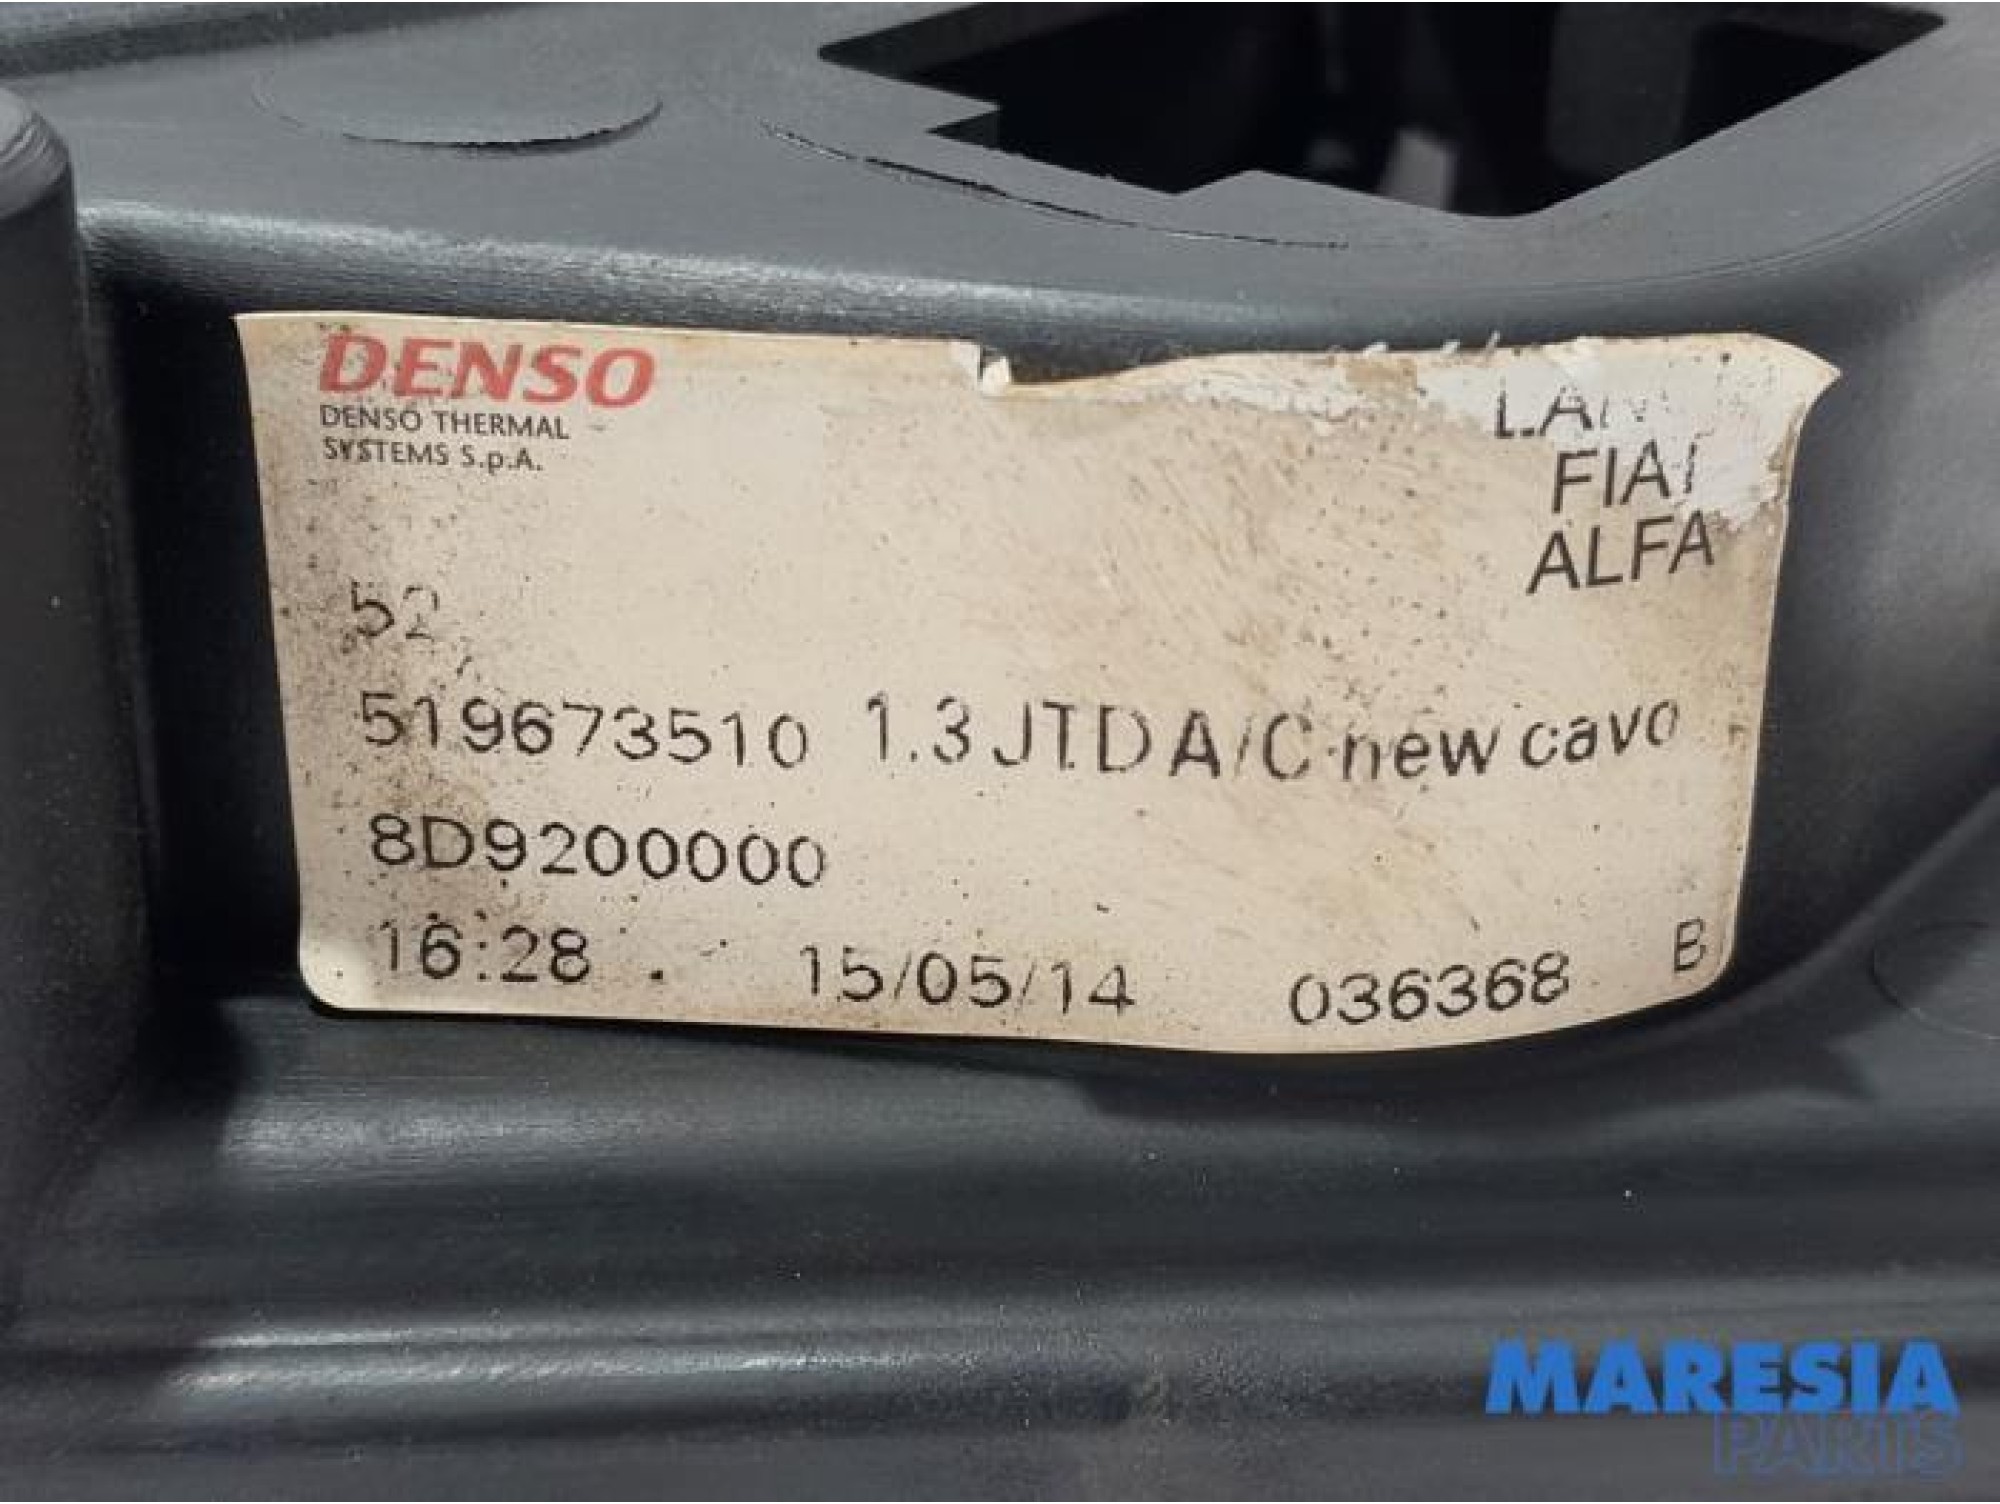 DENSO
DENSO THERMAL
SYSTEMS S.p.A.
FIAT
ALFA
52
519673510 1.3 JTD A/C new cavo
8D9200000
16:28 15/05/14 036368 B
MARESIA
PARTS